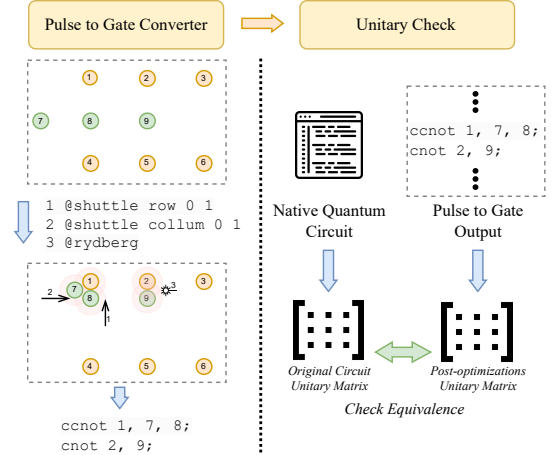 Pulse to Gate Converter
Unitary Check
1 2 3
7 8 9
4 5 6
1 @shuttle row 0 1
2 @shuttle collum 0 1
3 @rydberg
1 2 3
7
8 9
2
3
1
4 5 6
ccnot 1, 7, 8;
cnot 2, 9;
ccnot 1, 7, 8;
cnot 2, 9;
Native Quantum
Circuit
Pulse to Gate
Output
Original Circuit
Unitary Matrix
Post-optimizations
Unitary Matrix
Check Equivalence